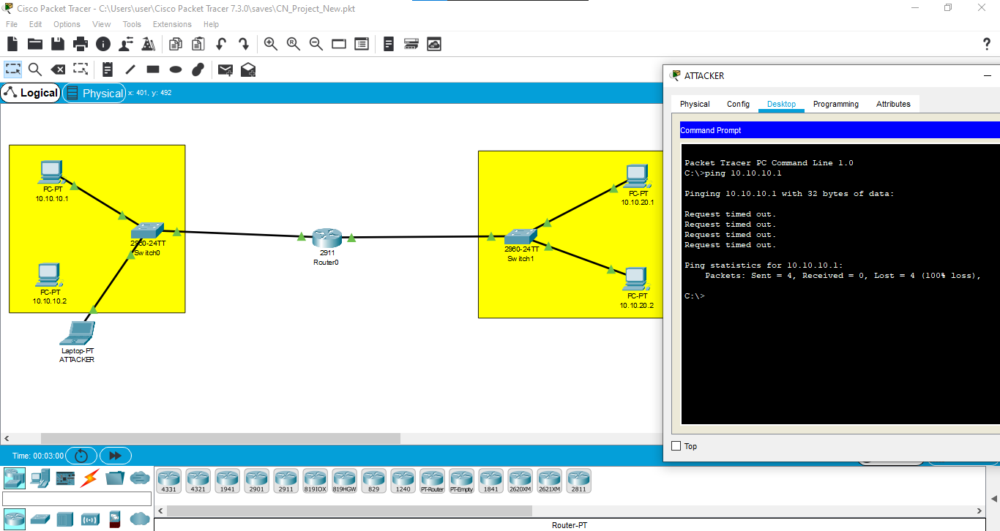 Cisco Packet Tracer - C:\Users\user\Cisco Packet Tracer 7.3.0\saves\CN_Project_New.pkt
File Edit Options View Tools Extensions Help
?
Logical Physical x: 401, y: 492
PC-PT
10.10.10.1
2960-24TT
Switch0
PC-PT
10.10.10.2
Laptop-PT
ATTACKER
2911
Router0
2960-24TT
Switch1
PC-PT
10.10.20.1
PC-PT
10.10.20.2
ATTACKER
Physical Config Desktop Programming Attributes
Command Prompt
Packet Tracer PC Command Line 1.0
C:\>ping 10.10.10.1
Pinging 10.10.10.1 with 32 bytes of data:
Request timed out.
Request timed out.
Request timed out.
Request timed out.
Ping statistics for 10.10.10.1:
Packets: Sent = 4, Received = 0, Lost = 4 (100% loss),
C:\>
Top
Time: 00:03:00
4331 4321 1941 2901 2911 819IOX 819HGW 829 1240 PT-Router PT-Empty 1841 2620XM 2621XM 2811
Router-PT